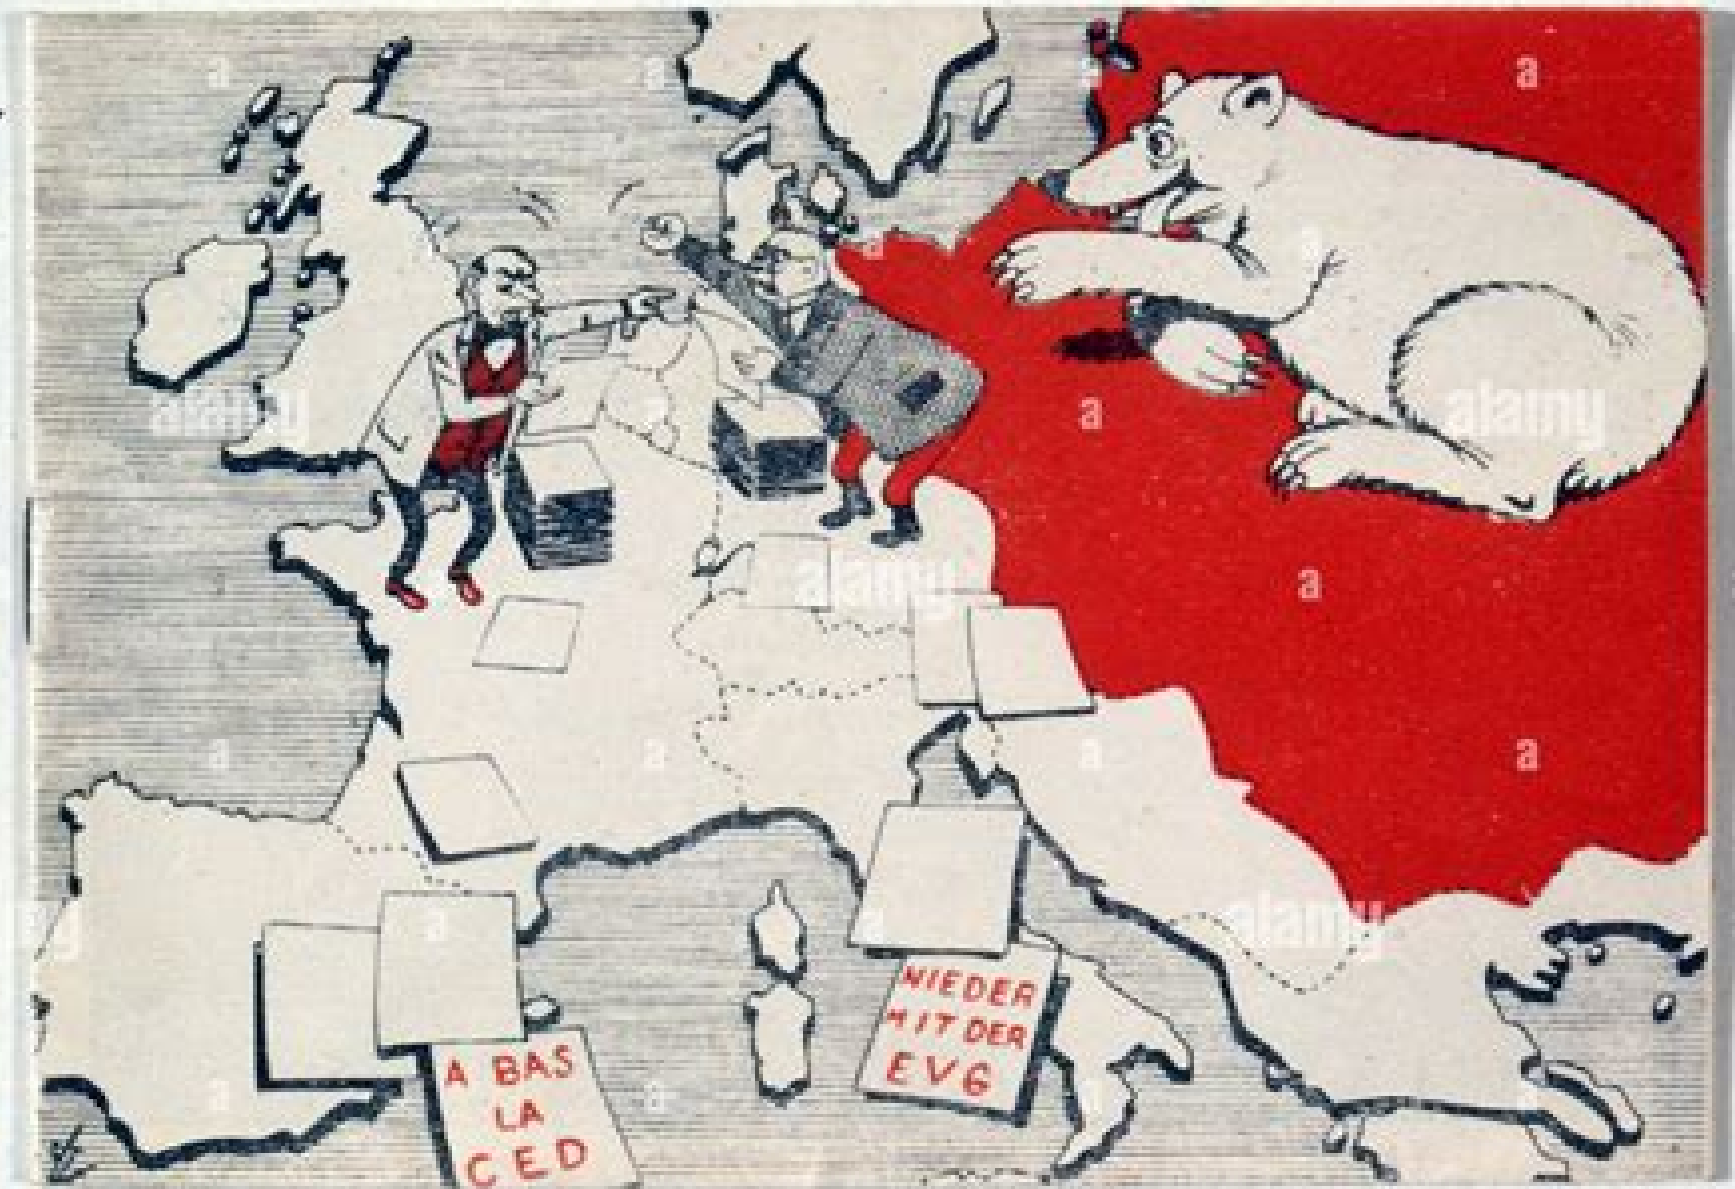 A BAS
LA
CED
NIEDER
MIT DER
EVG